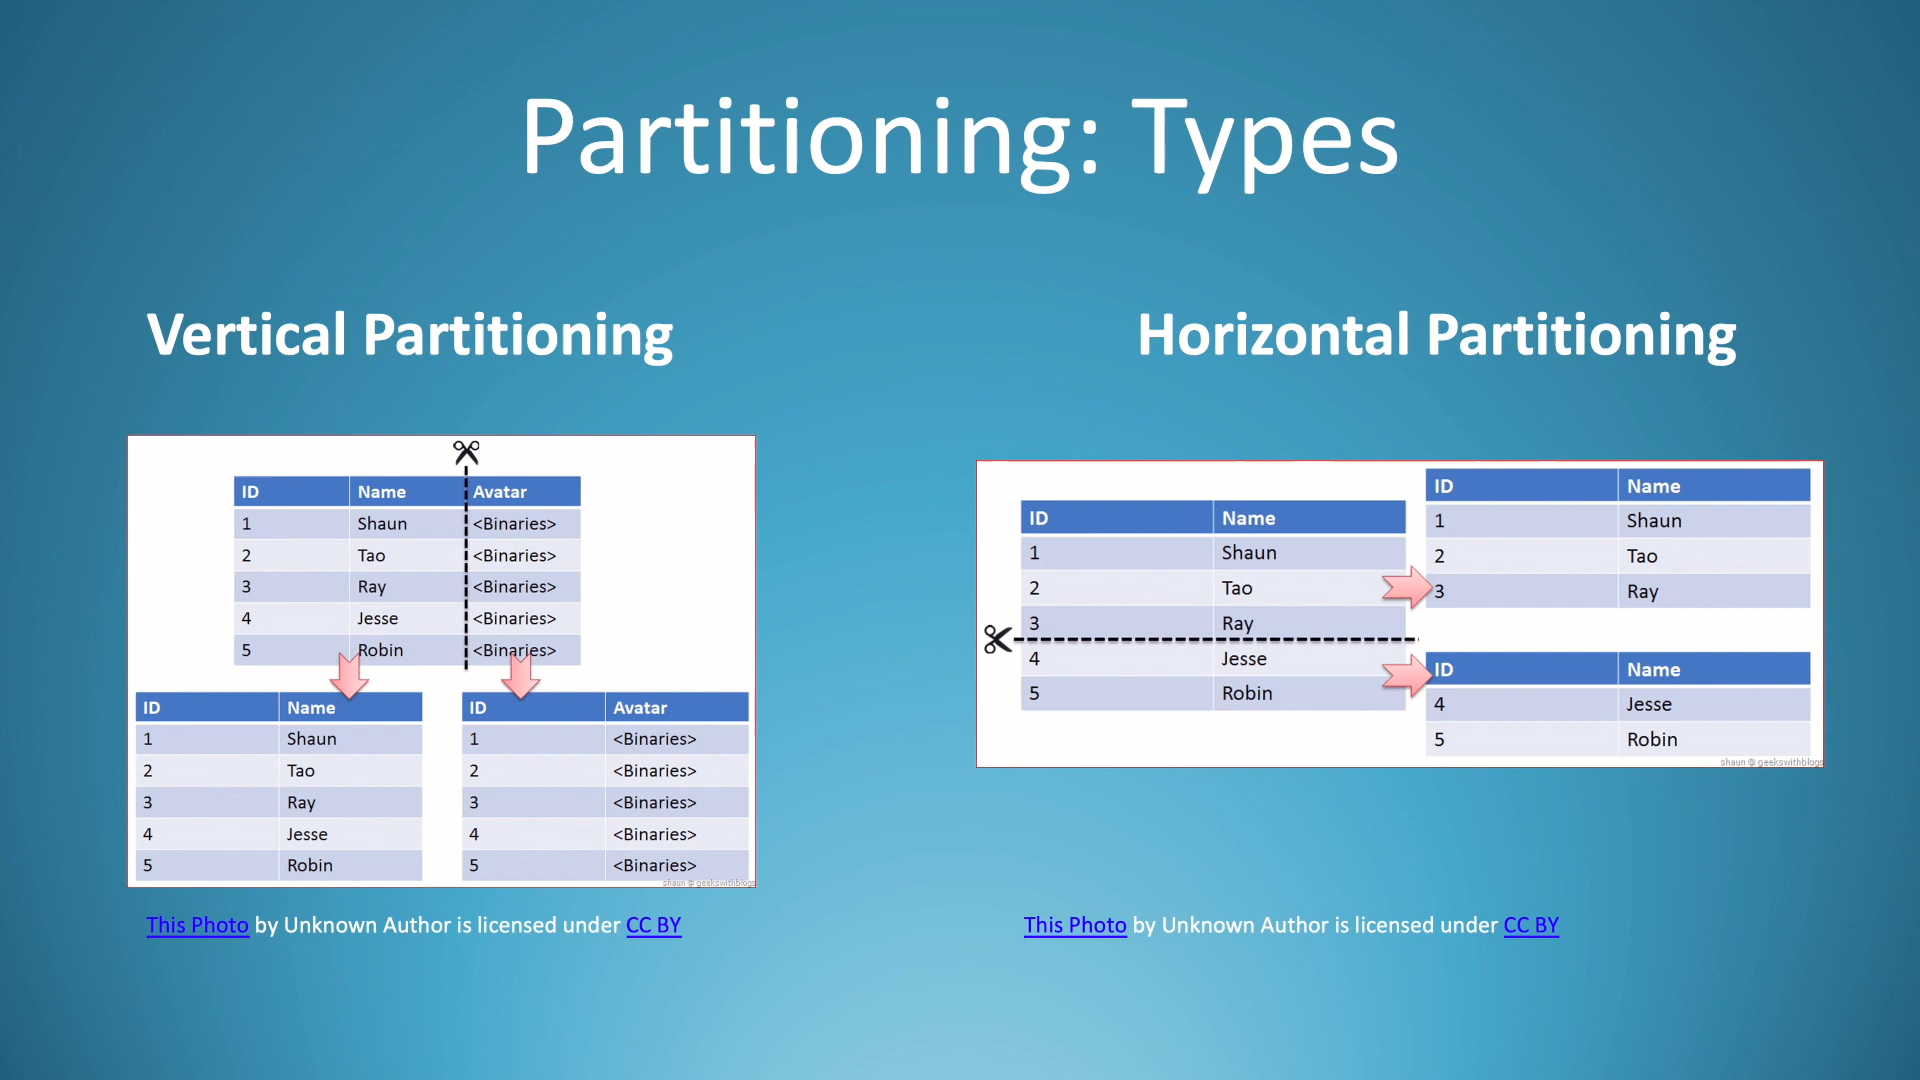 Partitioning: Types
Vertical Partitioning
ID Name Avatar
1 Shaun <Binaries>
2 Tao <Binaries>
3 Ray <Binaries>
4 Jesse <Binaries>
5 Robin <Binaries>
ID Name
1 Shaun
2 Tao
3 Ray
4 Jesse
5 Robin
ID Avatar
1 <Binaries>
2 <Binaries>
3 <Binaries>
4 <Binaries>
5 <Binaries>
shaun @ geekswithblogs
This Photo by Unknown Author is licensed under CC BY
Horizontal Partitioning
ID Name
1 Shaun
2 Tao
3 Ray
4 Jesse
5 Robin
ID Name
1 Shaun
2 Tao
3 Ray
ID Name
4 Jesse
5 Robin
shaun @ geekswithblogs
This Photo by Unknown Author is licensed under CC BY